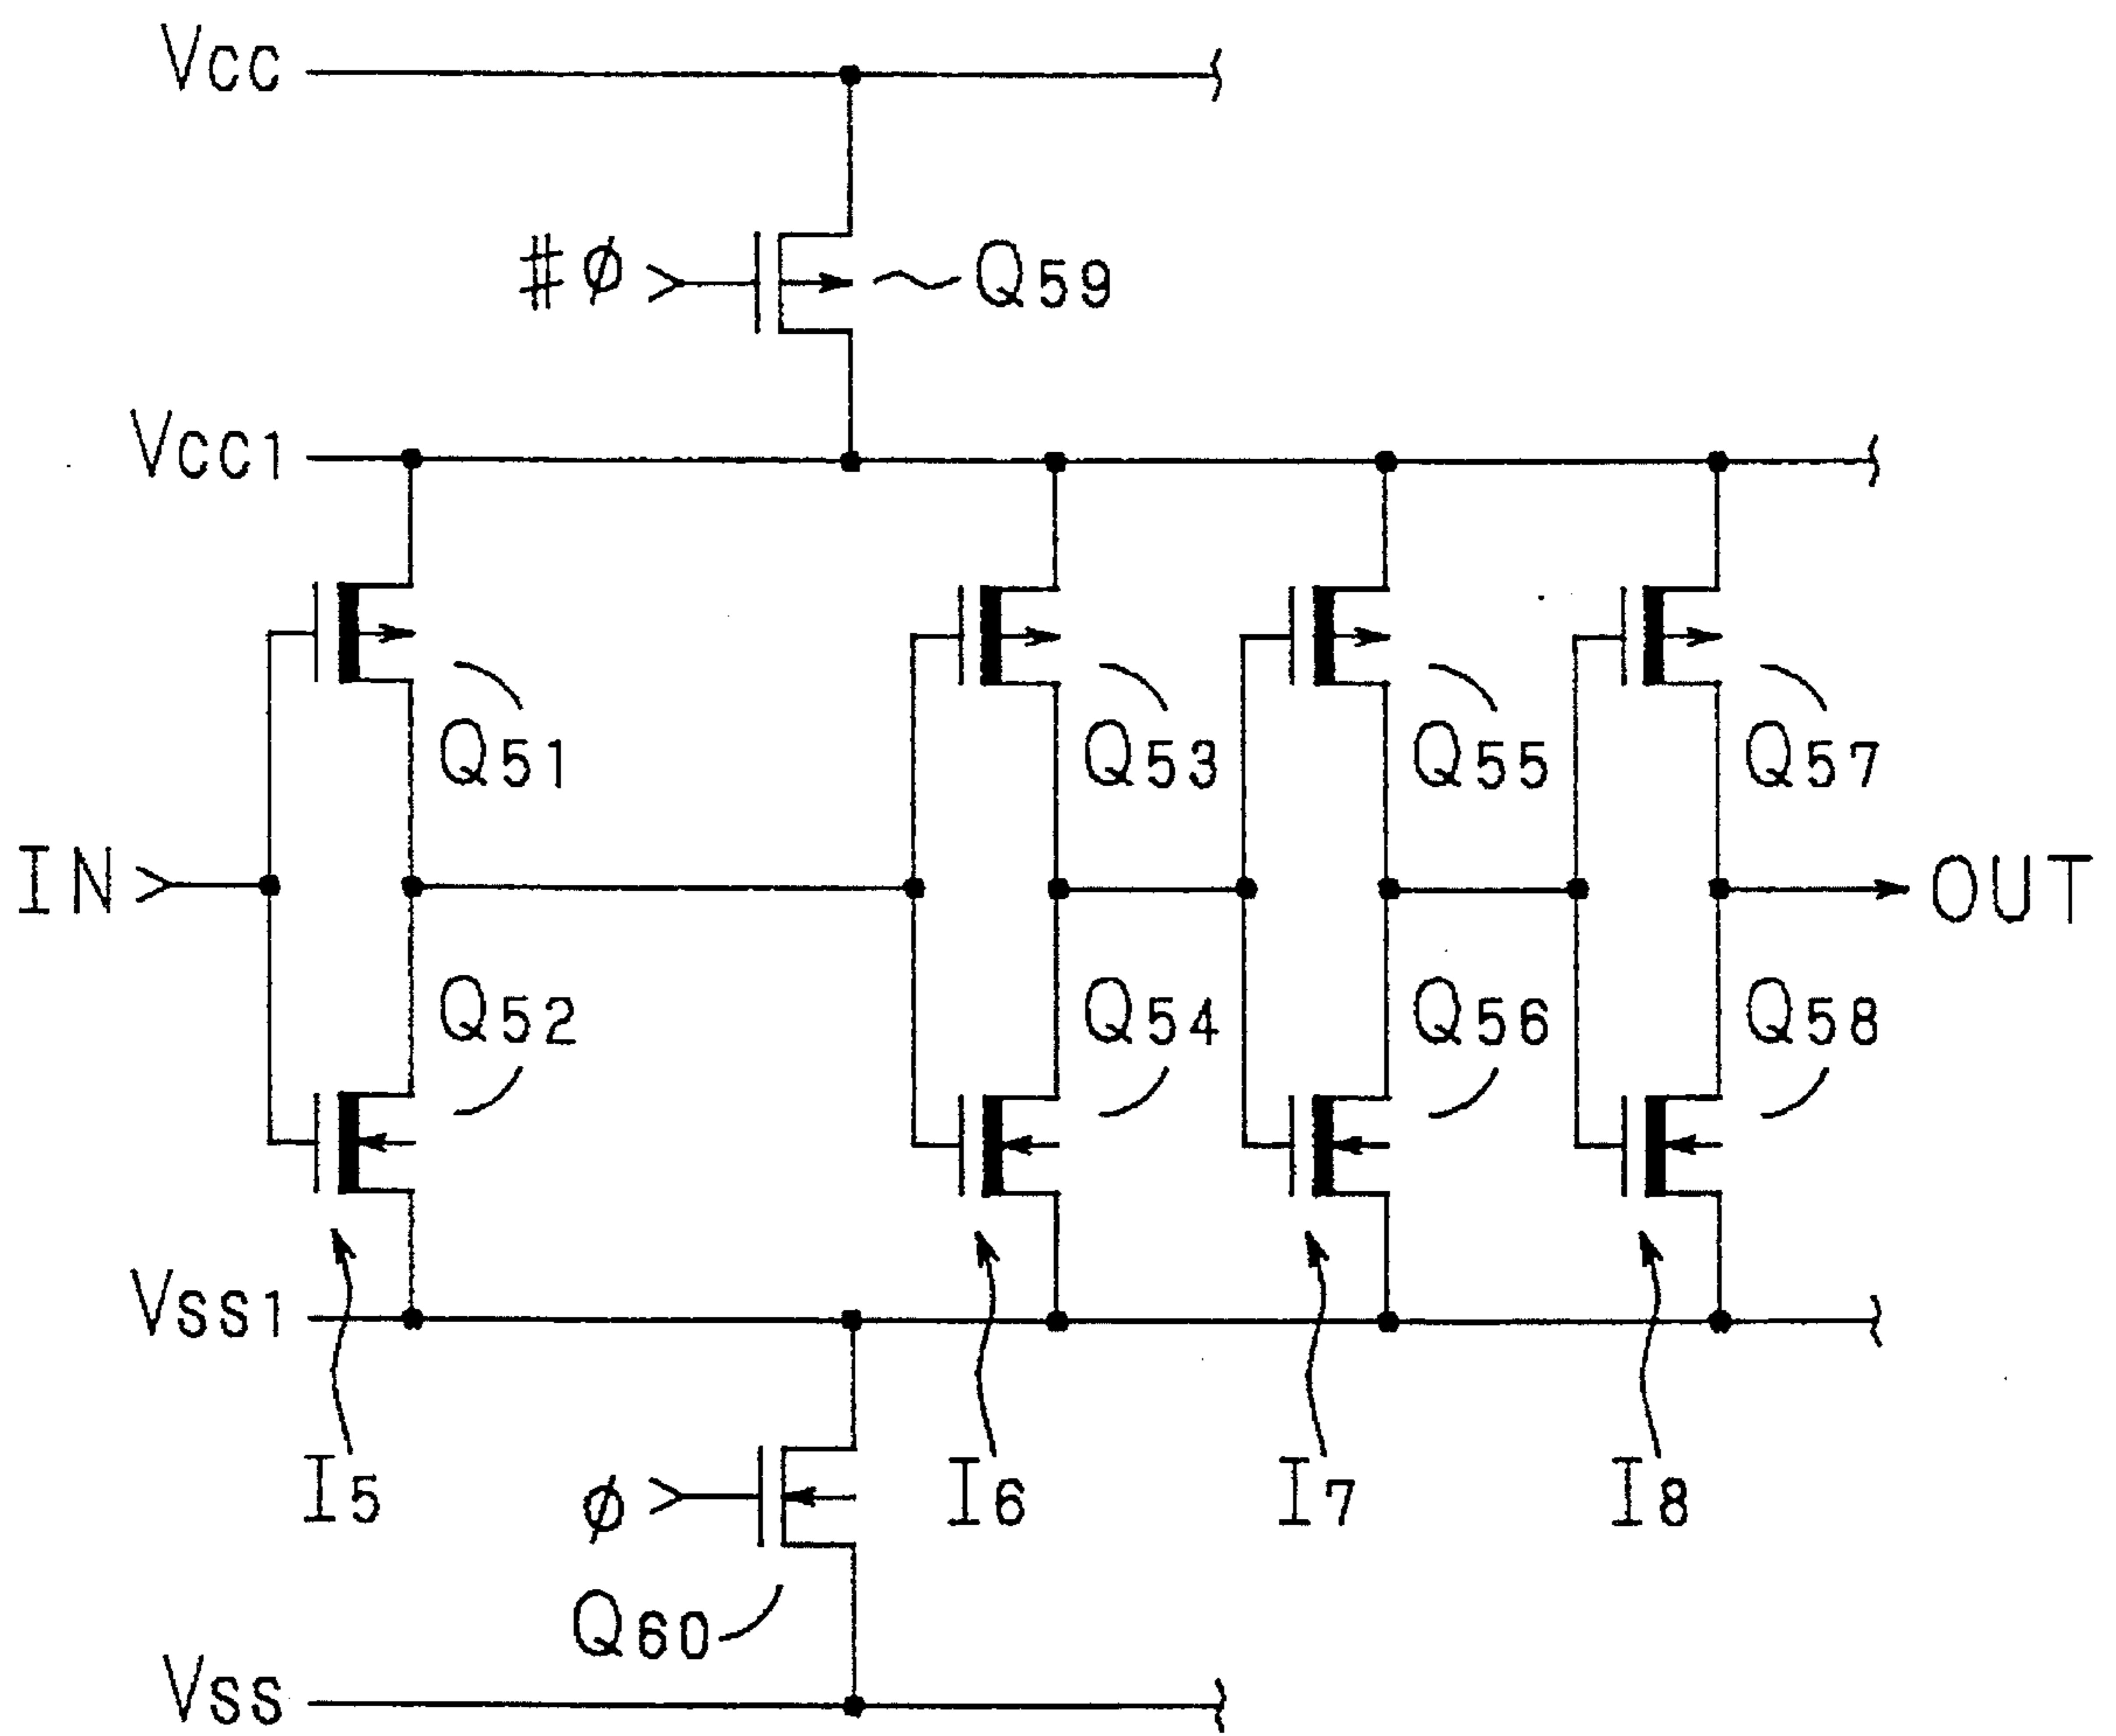 Vcc
#φ Q59
Vcc1
Q51 Q53 Q55 Q57
IN OUT
Q52 Q54 Q56 Q58
Vss1
I5 φ I6 I7 I8
Q60
Vss